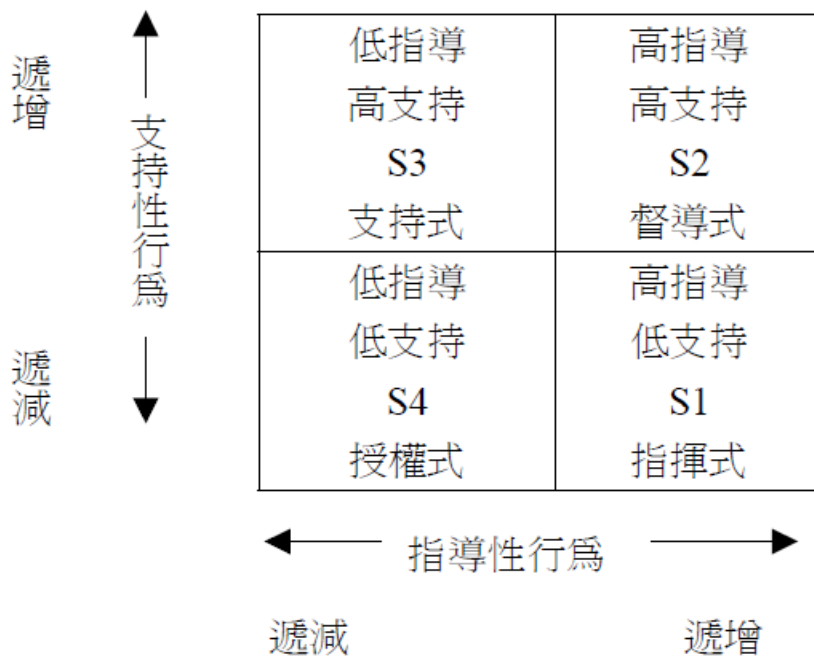 遞增
支持性行爲
遞減
低指導
高支持
S3
支持式
高指導
高支持
S2
督導式
低指導
低支持
S4
授權式
高指導
低支持
S1
指揮式
指導性行爲
遞減
遞增